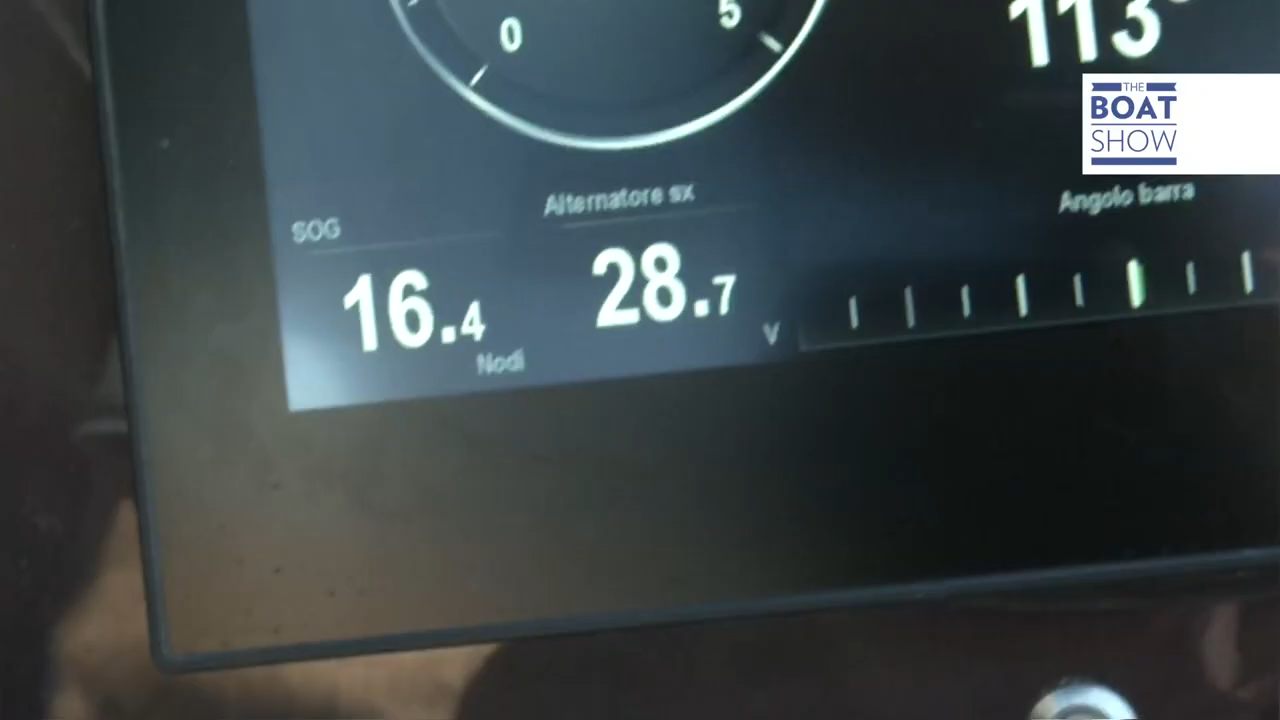 0
5
113°
THE
BOAT
SHOW
SOG
Alternatore sx
Angolo barra
16.4
28.7
Nodi
V